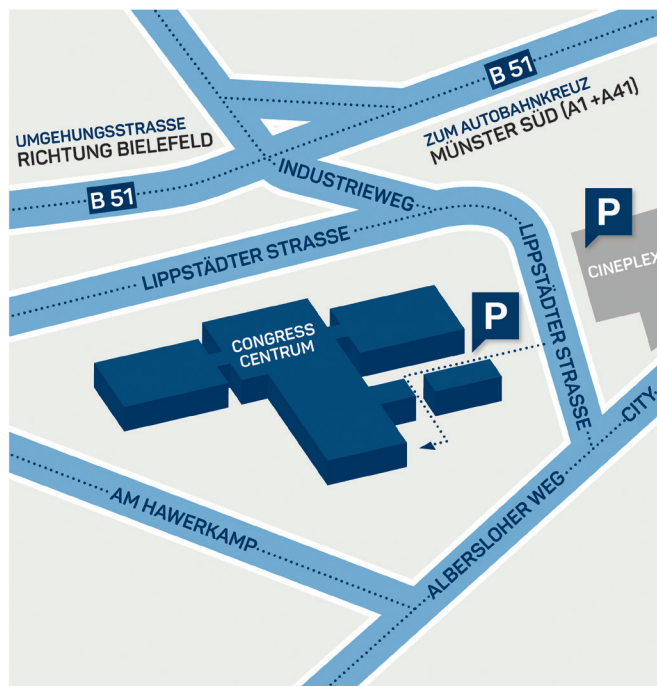 B 51
UMGEHUNGSSTRASSE
RICHTUNG BIELEFELD
ZUM AUTOBAHNKREUZ
MÜNSTER SÜD (A1 +A41)
B 51
INDUSTRIEWEG
P
LIPPSTÄDTER STRASSE
LIPPSTÄDTER STRASSE
CINEPLEX
CONGRESS
CENTRUM
P
CITY
AM HAWERKAMP
ALBERSLOHER WEG